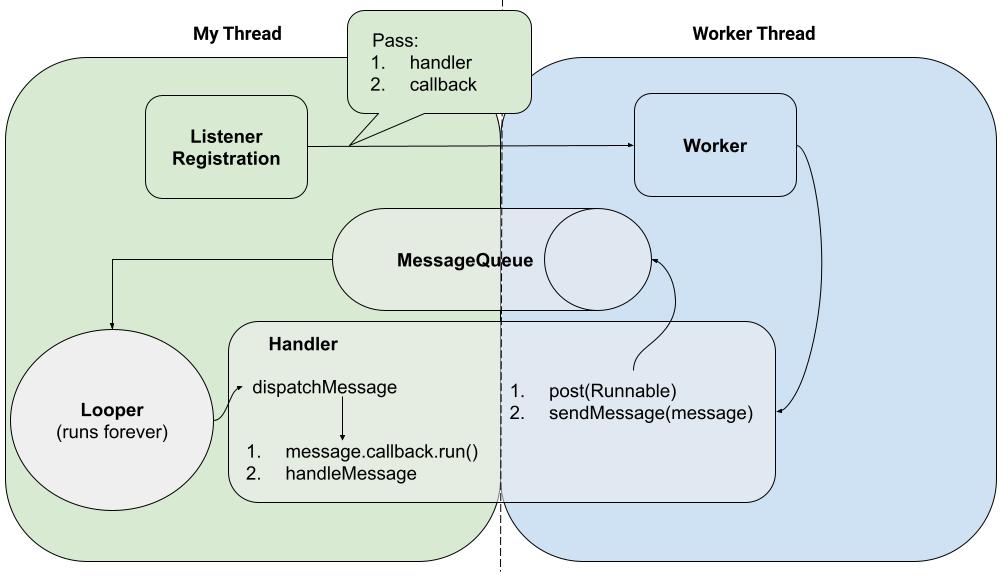 My Thread
Worker Thread
Pass:
1. handler
2. callback
Listener
Registration
Worker
MessageQueue
Handler
dispatchMessage
1. post(Runnable)
2. sendMessage(message)
Looper
(runs forever)
1. message.callback.run()
2. handleMessage